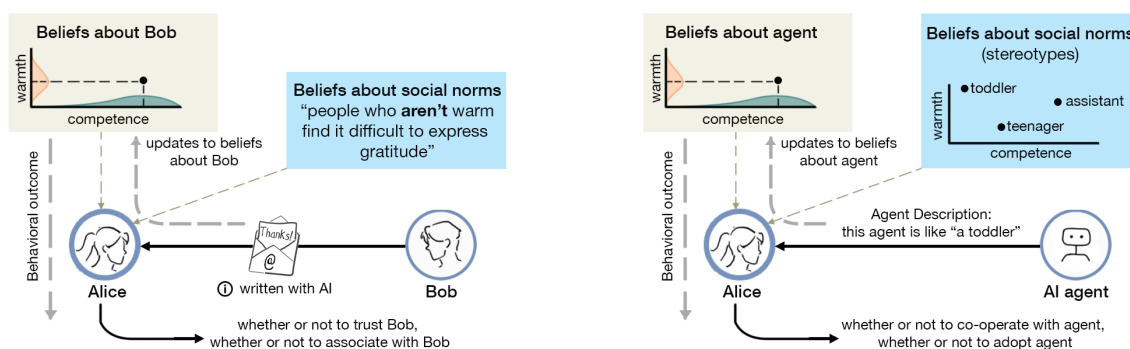 Beliefs about Bob
warmth
competence
Beliefs about social norms
“people who aren’t warm
find it difficult to express
gratitude”
updates to beliefs
about Bob
Behavioral outcome
Thanks!
@
i written with AI
Alice
Bob
whether or not to trust Bob,
whether or not to associate with Bob
Beliefs about agent
warmth
competence
Beliefs about social norms
(stereotypes)
warmth
toddler
assistant
teenager
competence
updates to beliefs
about agent
Behavioral outcome
Agent Description:
this agent is like “a toddler”
Alice
AI agent
whether or not to co-operate with agent,
whether or not to adopt agent